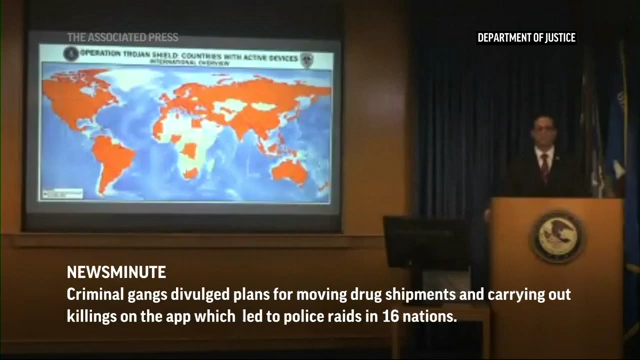 THE ASSOCIATED PRESS
DEPARTMENT OF JUSTICE
OPERATION TROJAN SHIELD: COUNTRIES WITH ACTIVE DEVICES
INTERNATIONAL OVERVIEW
NEWSMINUTE
Criminal gangs divulged plans for moving drug shipments and carrying out
killings on the app which led to police raids in 16 nations.